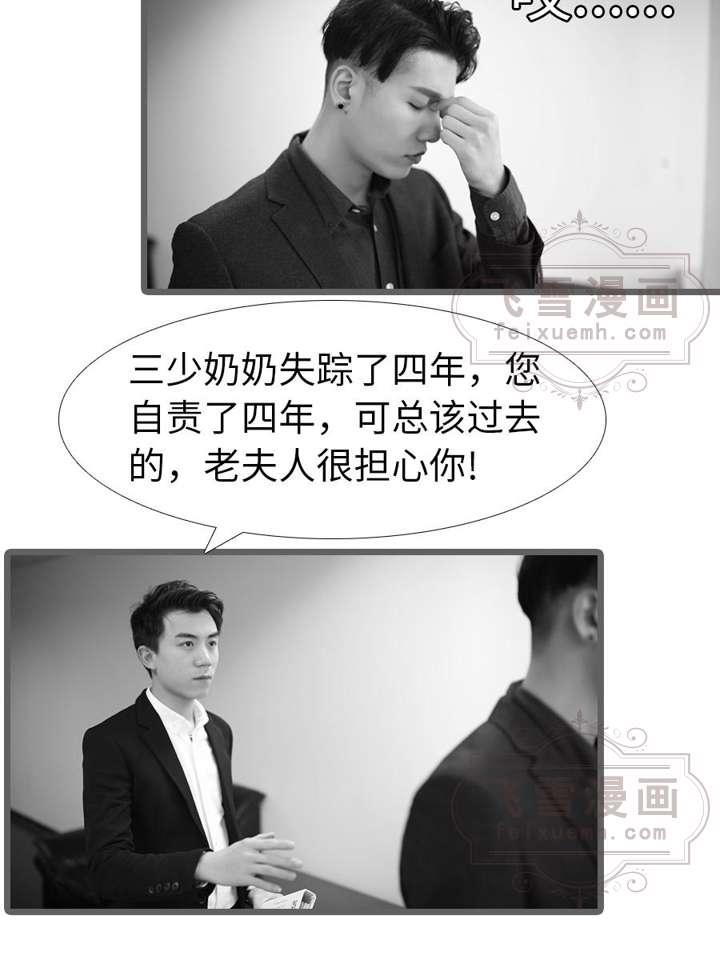 哎......
飞雪漫画
feixuemh.com
三少奶奶失踪了四年，您
自责了四年，可总该过去
的，老夫人很担心你!
飞雪漫画
feixuemh.com